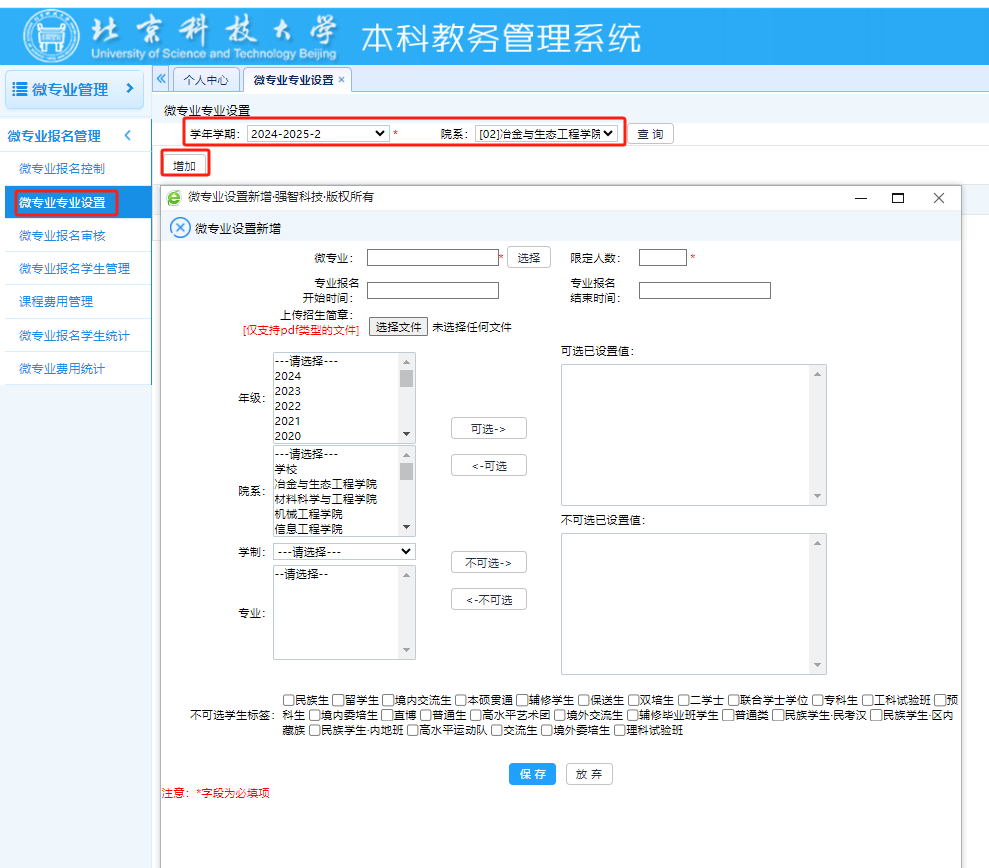 北京科技大学 本科教务管理系统
University of Science and Technology Beijing
微专业管理
个人中心 微专业专业设置 ×
微专业专业设置
微专业报名管理
学年学期： 2024-2025-2 * 院系： [02]冶金与生态工程学院 查 询
增加
微专业报名控制
微专业专业设置
微专业报名审核
微专业报名学生管理
课程费用管理
微专业报名学生统计
微专业费用统计
微专业设置新增·强智科技·版权所有
微专业设置新增
微专业： * 选择 限定人数： *
专业报名 专业报名
开始时间： 结束时间：
上传招生简章：
[仅支持pdf类型的文件] 选择文件 未选择任何文件
可选已设置值：
年级：
---请选择---
2024
2023
2022
2021
2020
可选->
<-可选
院系：
---请选择---
学校
冶金与生态工程学院
材料科学与工程学院
机械工程学院
信息工程学院
不可选已设置值：
学制： ---请选择---
不可选->
<-不可选
专业：
--请选择--
不可选学生标签：
民族生 留学生 境内交流生 本硕贯通 辅修学生 保送生 双培生 二学士 联合学士学位 专科生 工科试验班 预
科生 境内委培生 直博 普通生 高水平艺术团 境外交流生 辅修毕业班学生 普通类 民族学生·民考汉 民族学生·区内
藏族 民族学生·内地班 高水平运动队 交流生 境外委培生 理科试验班
保 存 放 弃
注意： *字段为必填项